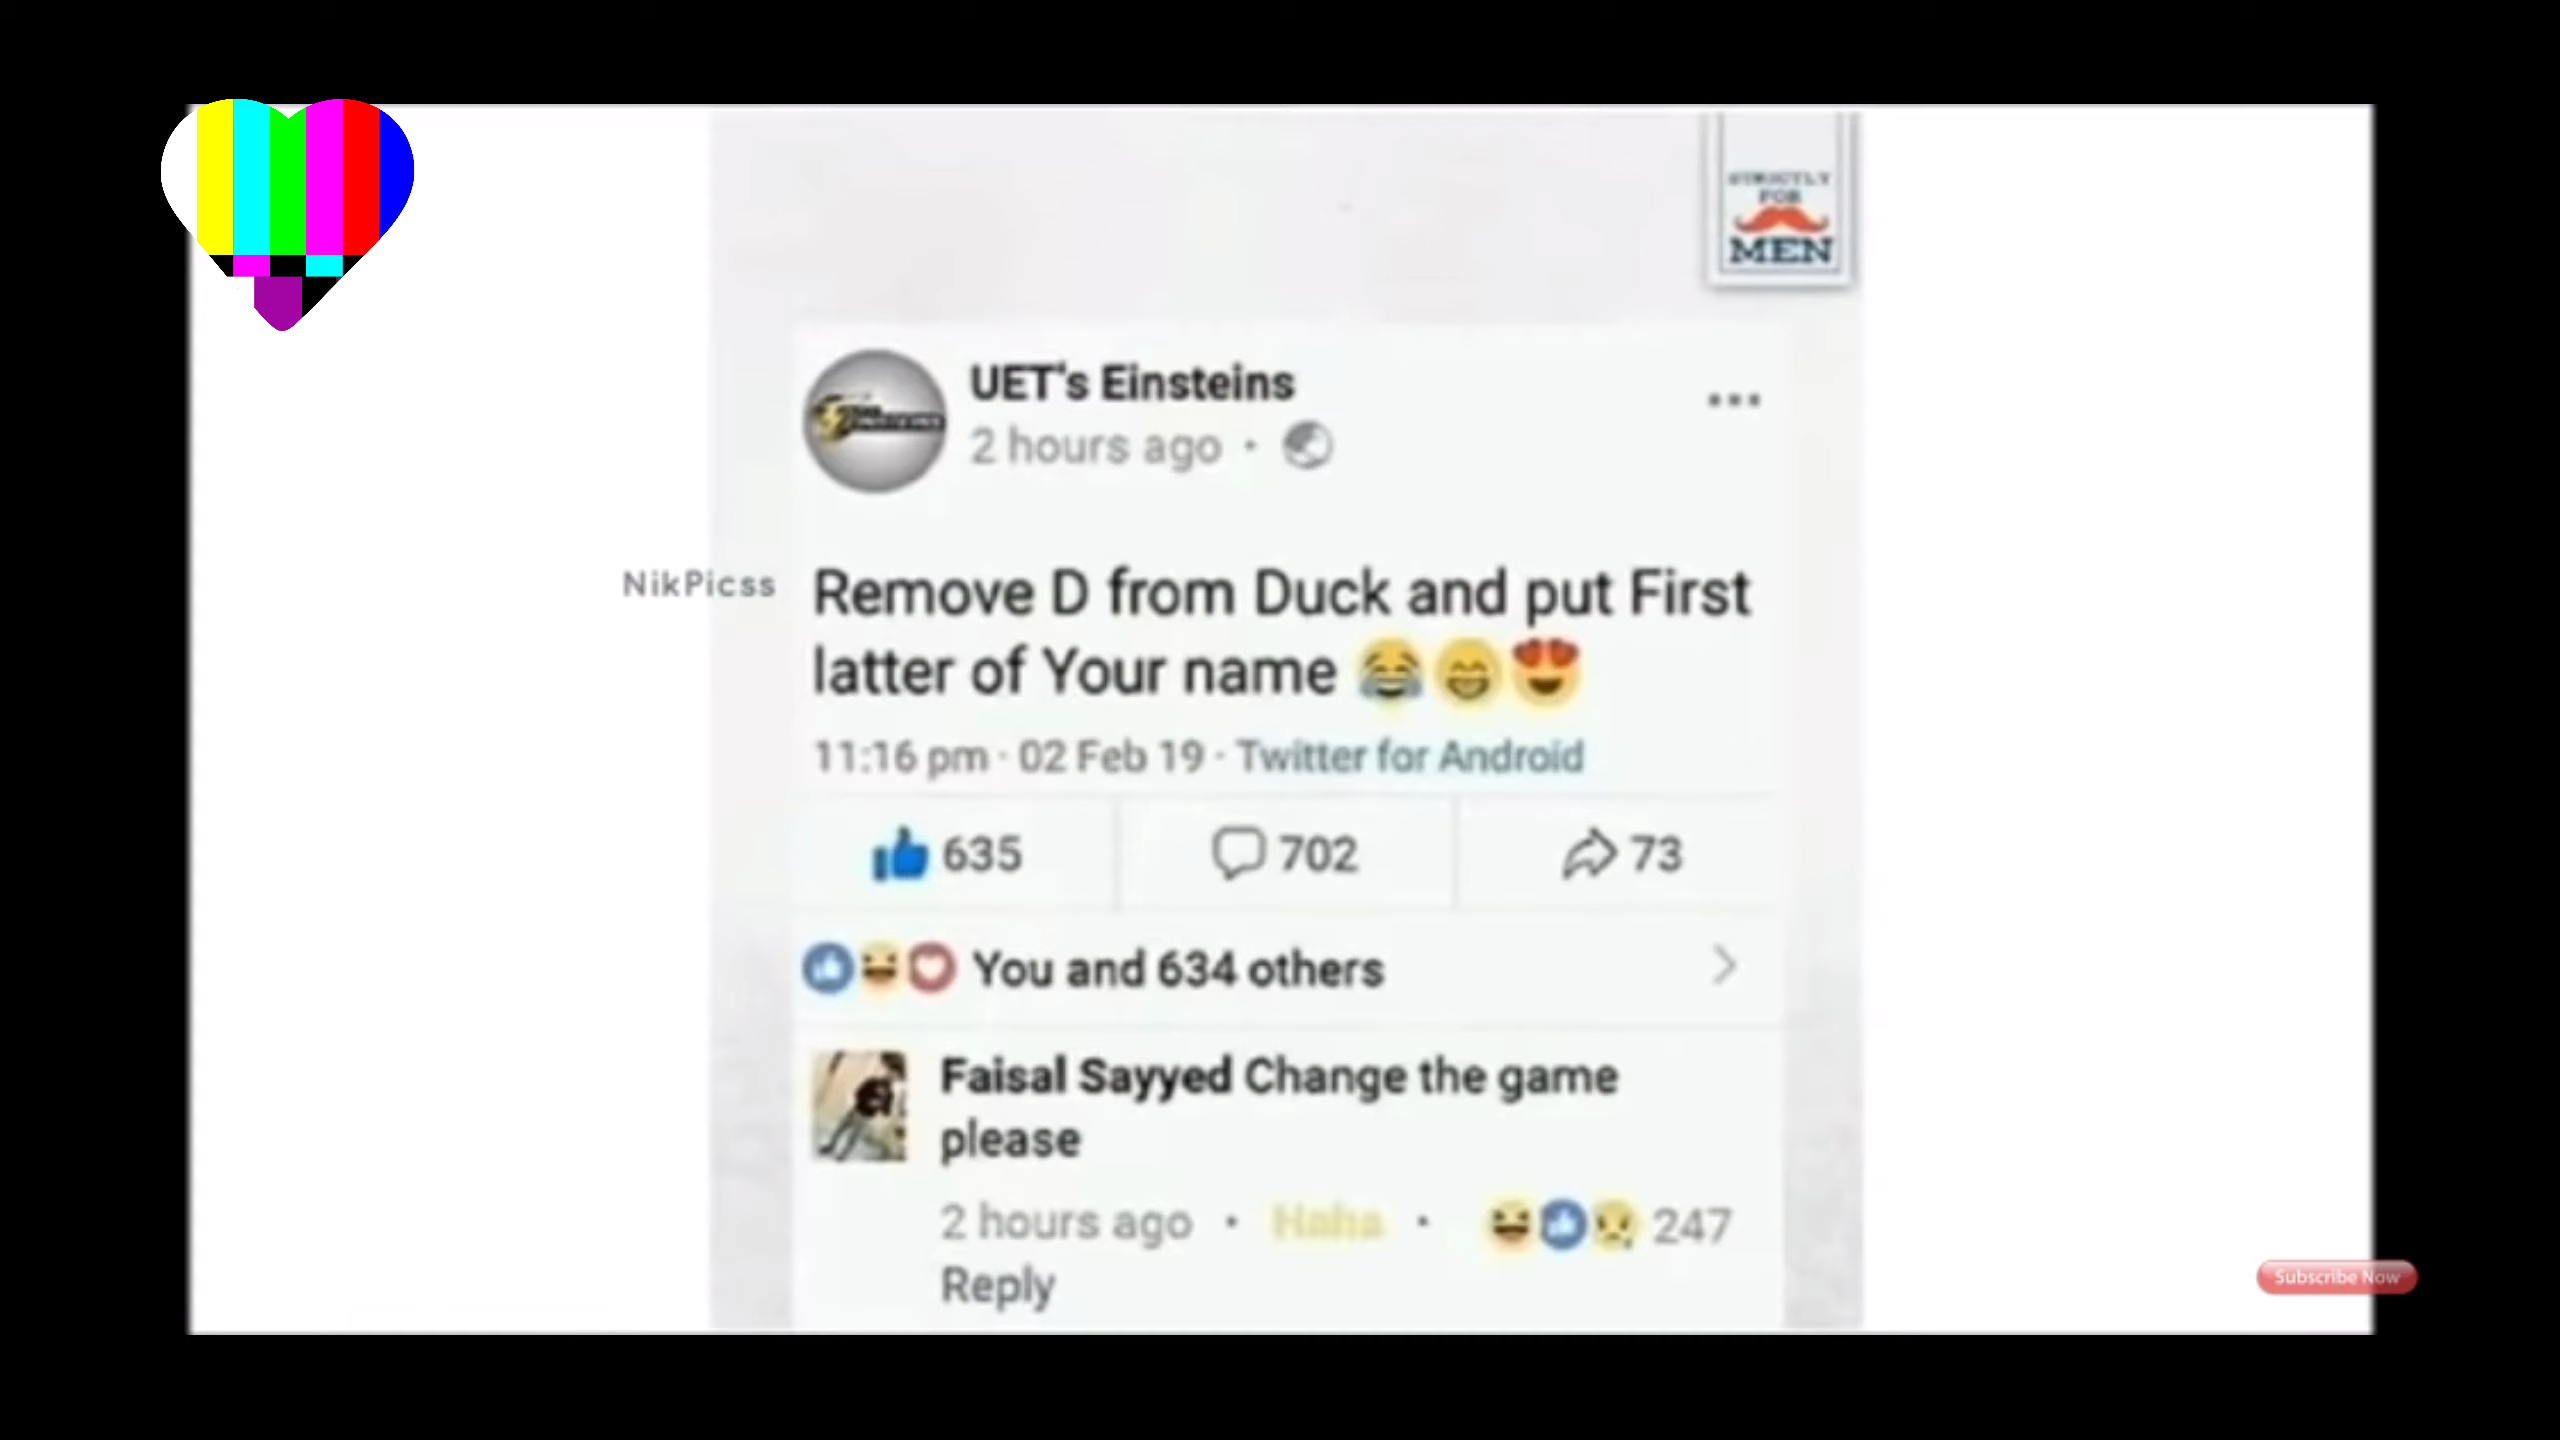 STRICTLY
FOR
MEN
UET's Einsteins
2 hours ago ·
NikPicss
Remove D from Duck and put First
latter of Your name 😂😁😍
11:16 pm · 02 Feb 19 · Twitter for Android
635 702 73
You and 634 others
Faisal Sayyed Change the game
please
2 hours ago · Haha · 247
Reply
Subscribe Now